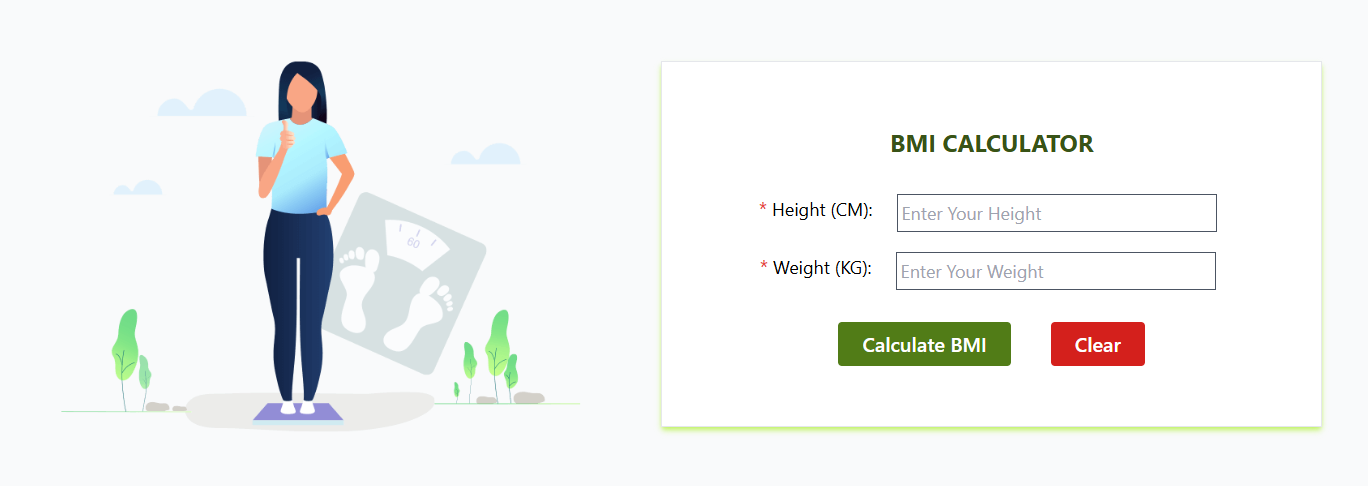 60
BMI CALCULATOR
* Height (CM): Enter Your Height
* Weight (KG): Enter Your Weight
Calculate BMI Clear